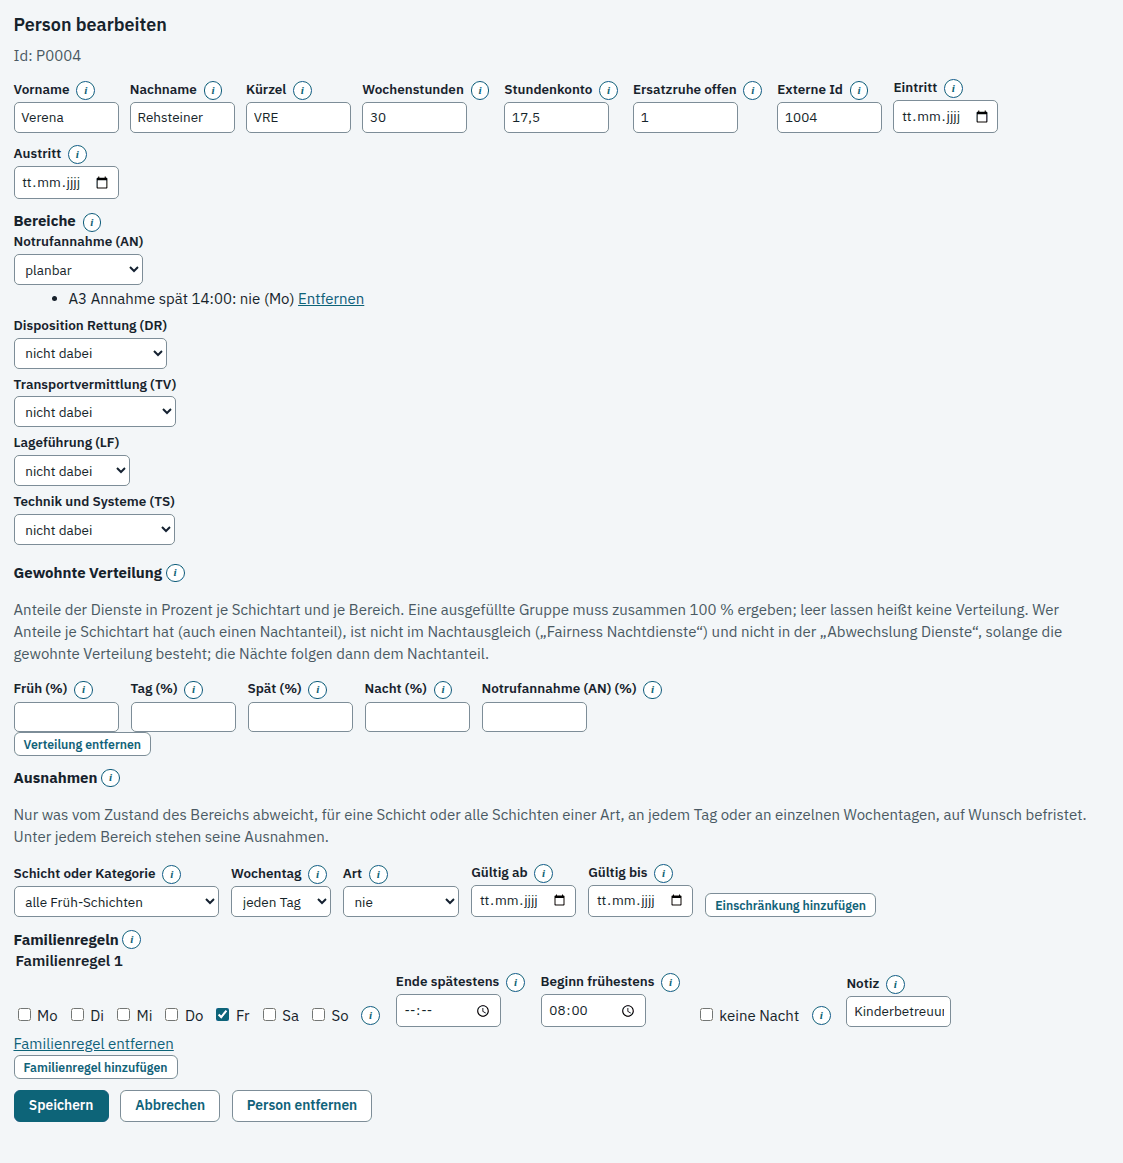 Person bearbeiten
Id: P0004
Vorname i Nachname i Kürzel i Wochenstunden i Stundenkonto i Ersatzruhe offen i Externe Id i Eintritt i
Verena Rehsteiner VRE 30 17,5 1 1004 tt.mm.jjjj
Austritt i
tt.mm.jjjj
Bereiche i
Notrufannahme (AN)
planbar
• A3 Annahme spät 14:00: nie (Mo) Entfernen
Disposition Rettung (DR)
nicht dabei
Transportvermittlung (TV)
nicht dabei
Lageführung (LF)
nicht dabei
Technik und Systeme (TS)
nicht dabei
Gewohnte Verteilung i
Anteile der Dienste in Prozent je Schichtart und je Bereich. Eine ausgefüllte Gruppe muss zusammen 100 % ergeben; leer lassen heißt keine Verteilung. Wer
Anteile je Schichtart hat (auch einen Nachtanteil), ist nicht im Nachtausgleich („Fairness Nachtdienste“) und nicht in der „Abwechslung Dienste“, solange die
gewohnte Verteilung besteht; die Nächte folgen dann dem Nachtanteil.
Früh (%) i Tag (%) i Spät (%) i Nacht (%) i Notrufannahme (AN) (%) i
Verteilung entfernen
Ausnahmen i
Nur was vom Zustand des Bereichs abweicht, für eine Schicht oder alle Schichten einer Art, an jedem Tag oder an einzelnen Wochentagen, auf Wunsch befristet.
Unter jedem Bereich stehen seine Ausnahmen.
Schicht oder Kategorie i Wochentag i Art i Gültig ab i Gültig bis i
alle Früh-Schichten jeden Tag nie tt.mm.jjjj tt.mm.jjjj Einschränkung hinzufügen
Familienregeln i
Familienregel 1
Ende spätestens i Beginn frühestens i Notiz i
Mo Di Mi Do Fr Sa So i --:-- 08:00 keine Nacht i Kinderbetreuu
Familienregel entfernen
Familienregel hinzufügen
Speichern Abbrechen Person entfernen